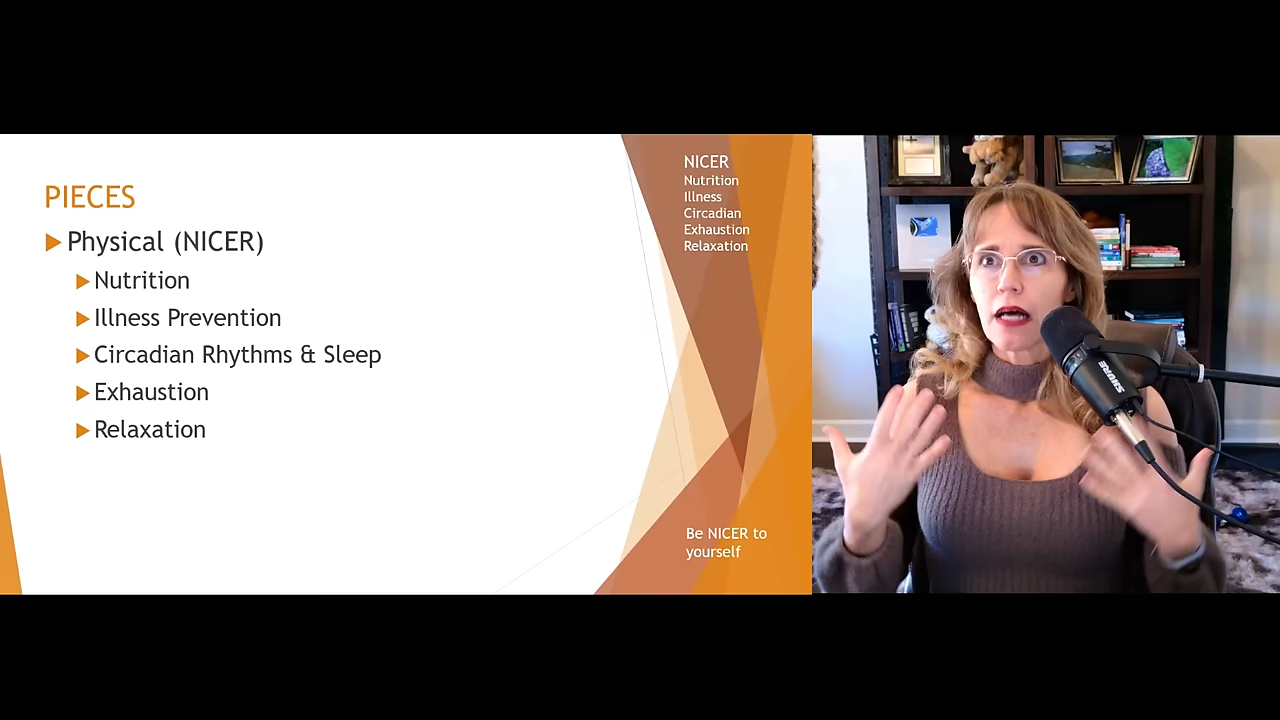 PIECES
Physical (NICER)
Nutrition
Illness Prevention
Circadian Rhythms & Sleep
Exhaustion
Relaxation
NICER
Nutrition
Illness
Circadian
Exhaustion
Relaxation
Be NICER to
yourself
SHURE